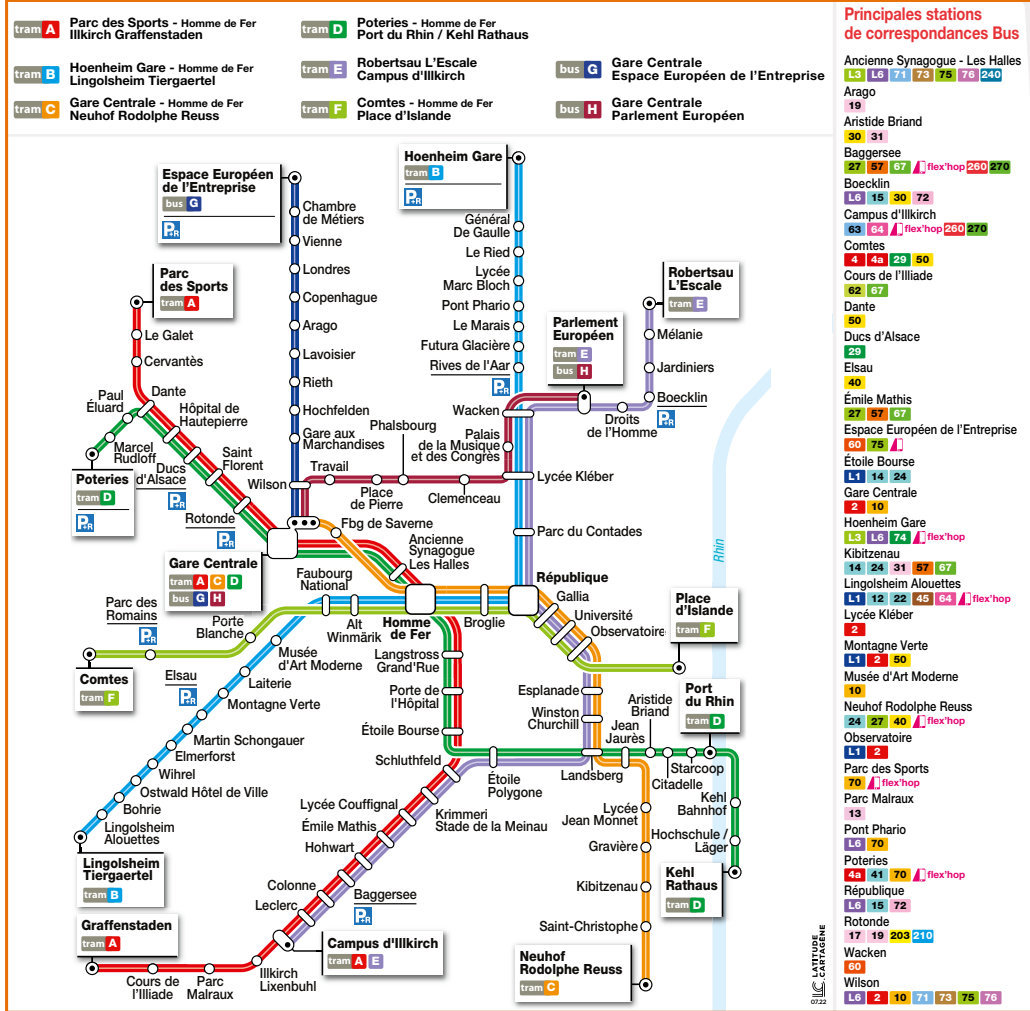 tram A Parc des Sports - Homme de Fer
Illkirch Graffenstaden
tram B Hoenheim Gare - Homme de Fer
Lingolsheim Tiergaertel
tram C Gare Centrale - Homme de Fer
Neuhof Rodolphe Reuss
tram D Poteries - Homme de Fer
Port du Rhin / Kehl Rathaus
tram E Robertsau L'Escale
Campus d'Illkirch
tram F Comtes - Homme de Fer
Place d'Islande
bus G Gare Centrale
Espace Européen de l'Entreprise
bus H Gare Centrale
Parlement Européen
Espace Européen
de l'Entreprise
bus G
P+R
Chambre
de Métiers
Vienne
Londres
Copenhague
Arago
Lavoisier
Rieth
Hochfelden
Gare aux
Marchandises
Wilson
Hoenheim Gare
tram B
P+R
Général
De Gaulle
Le Ried
Lycée
Marc Bloch
Pont Phario
Le Marais
Futura Glacière
Rives de l'Aar
P+R
Wacken
Parc
des Sports
tram A
Le Galet
Cervantès
Dante
Paul
Éluard
Marcel
Rudloff
Poteries
tram D
P+R
Hôpital de
Hautepierre
Ducs
d'Alsace
P+R
Saint
Florent
Rotonde
P+R
Gare Centrale
tram A C D
bus G H
Robertsau
L'Escale
tram E
Mélanie
Jardiniers
Boecklin
P+R
Droits
de l'Homme
Parlement
Européen
tram E
bus H
Palais
de la Musique
et des Congrès
Phalsbourg
Travail
Place
de Pierre
Clemenceau
Lycée Kléber
Parc du Contades
Rhin
Fbg de Saverne
Ancienne
Synagogue
Les Halles
Faubourg
National
Alt
Winmärik
Homme
de Fer
Broglie
République
Gallia
Université
Observatoire
Place
d'Islande
tram F
Parc des
Romains
P+R
Porte
Blanche
Comtes
tram F
Musée
d'Art Moderne
Laiterie
Elsau
P+R
Montagne Verte
Martin Schongauer
Elmerforst
Wihrel
Ostwald Hôtel de Ville
Bohrie
Lingolsheim
Alouettes
Lingolsheim
Tiergaertel
tram B
Langstross
Grand'Rue
Porte de
l'Hôpital
Étoile Bourse
Schluthfeld
Étoile
Polygone
Esplanade
Winston
Churchill
Landsberg
Jean
Jaurès
Aristide
Briand
Citadelle
Starcoop
Port
du Rhin
tram D
Kehl
Bahnhof
Hochschule /
Läger
Kehl
Rathaus
tram D
Krimmeri
Stade de la Meinau
Lycée Couffignal
Émile Mathis
Hohwart
Baggersee
P+R
Colonne
Leclerc
Campus d'Illkirch
tram A E
Illkirch
Lixenbuhl
Parc
Malraux
Cours de
l'Illiade
Graffenstaden
tram A
Lycée
Jean Monnet
Gravière
Kibitzenau
Saint-Christophe
Neuhof
Rodolphe Reuss
tram C
LATITUDE
CARTAGÈNE
07.22
Principales stations
de correspondances Bus
Ancienne Synagogue - Les Halles
L3 L6 71 73 75 76 240
Arago
19
Aristide Briand
30 31
Baggersee
27 57 67 flex'hop 260 270
Boecklin
L6 15 30 72
Campus d'Illkirch
63 64 flex'hop 260 270
Comtes
4 4a 29 50
Cours de l'Illiade
62 67
Dante
50
Ducs d'Alsace
29
Elsau
40
Émile Mathis
27 57 67
Espace Européen de l'Entreprise
60 75
Étoile Bourse
L1 14 24
Gare Centrale
2 10
Hoenheim Gare
L3 L6 74 flex'hop
Kibitzenau
14 24 31 57 67
Lingolsheim Alouettes
L1 12 22 45 64 flex'hop
Lycée Kléber
2
Montagne Verte
L1 2 50
Musée d'Art Moderne
10
Neuhof Rodolphe Reuss
24 27 40 flex'hop
Observatoire
L1 2
Parc des Sports
70 flex'hop
Parc Malraux
13
Pont Phario
L6 70
Poteries
4a 41 70 flex'hop
République
L6 15 72
Rotonde
17 19 203 210
Wacken
60
Wilson
L6 2 10 71 73 75 76